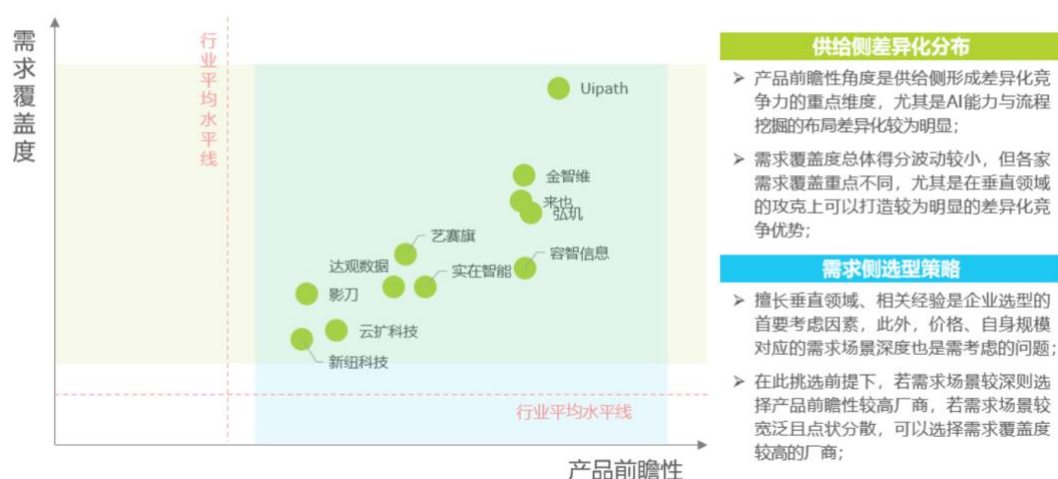 需求覆盖度
行业平均水平线
Uipath
金智维
来也
弘玑
艺赛旗
容智信息
达观数据
实在智能
影刀
云扩科技
新纽科技
行业平均水平线
产品前瞻性
供给侧差异化分布
➢ 产品前瞻性角度是供给侧形成差异化竞
争力的重点维度，尤其是AI能力与流程
挖掘的布局差异化较为明显；
➢ 需求覆盖度总体得分波动较小，但各家
需求覆盖重点不同，尤其是在垂直领域
的攻克上可以打造较为明显的差异化竞
争优势；
需求侧选型策略
➢ 擅长垂直领域、相关经验是企业选型的
首要考虑因素，此外，价格、自身规模
对应的需求场景深度也是需考虑的问题；
➢ 在此挑选前提下，若需求场景较深则选
择产品前瞻性较高厂商，若需求场景较
宽泛且点状分散，可以选择需求覆盖度
较高的厂商；